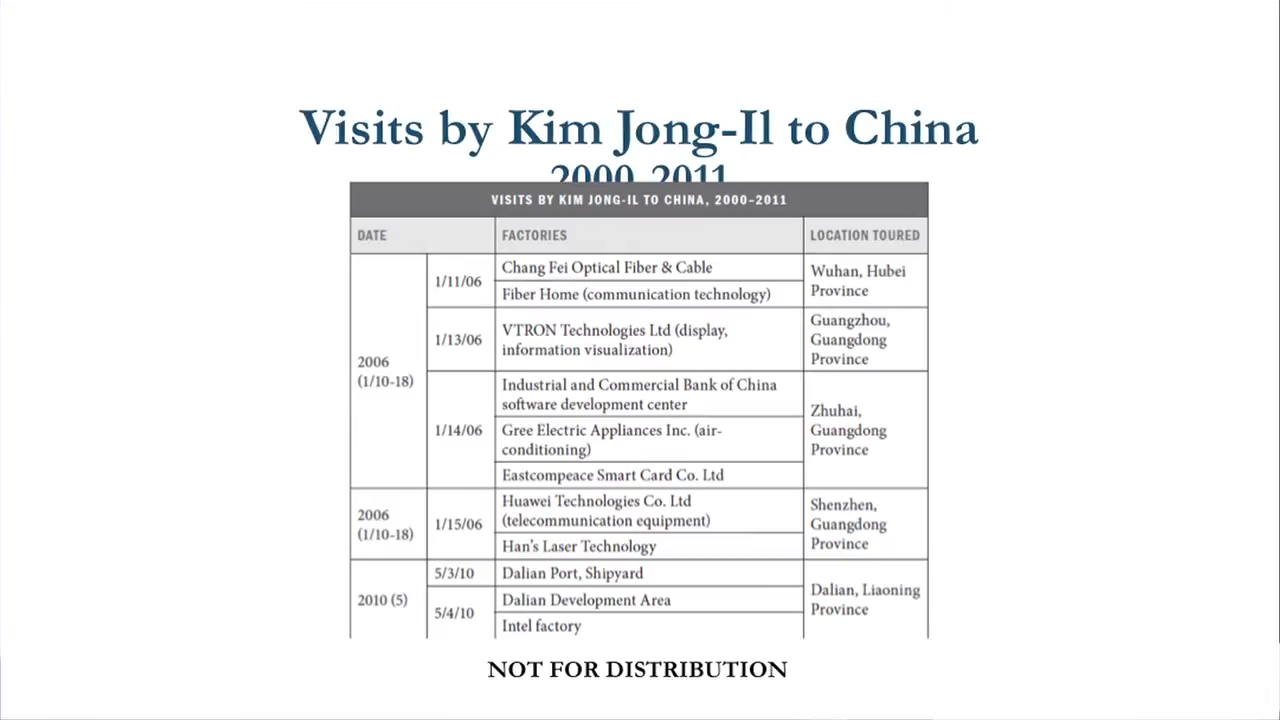 Visits by Kim Jong-Il to China
2000-2011
VISITS BY KIM JONG-IL TO CHINA, 2000–2011
DATE
FACTORIES
LOCATION TOURED
2006
(1/10-18)
1/11/06
Chang Fei Optical Fiber & Cable
Fiber Home (communication technology)
Wuhan, Hubei
Province
1/13/06
VTRON Technologies Ltd (display,
information visualization)
Guangzhou,
Guangdong
Province
1/14/06
Industrial and Commercial Bank of China
software development center
Gree Electric Appliances Inc. (air-
conditioning)
Eastcompeace Smart Card Co. Ltd
Zhuhai,
Guangdong
Province
2006
(1/10-18)
1/15/06
Huawei Technologies Co. Ltd
(telecommunication equipment)
Han's Laser Technology
Shenzhen,
Guangdong
Province
2010 (5)
5/3/10
Dalian Port, Shipyard
5/4/10
Dalian Development Area
Intel factory
Dalian, Liaoning
Province
NOT FOR DISTRIBUTION